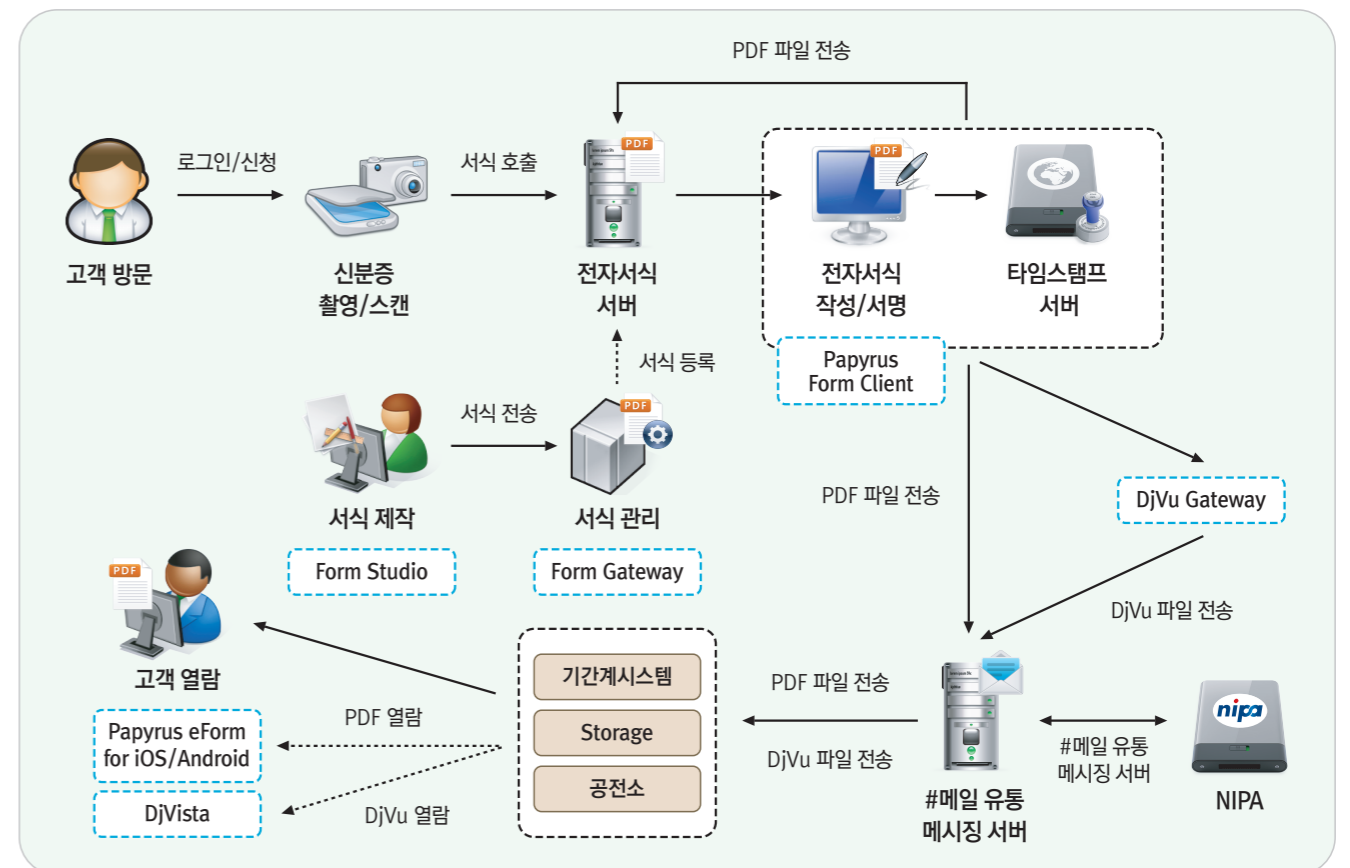 PDF 파일 전송
로그인/신청
서식 호출
PDF
PDF
고객 방문
신분증
촬영/스캔
전자서식
서버
전자서식
작성/서명
타임스탬프
서버
Papyrus
Form Client
서식 등록
서식 전송
PDF
서식 제작
서식 관리
Form Studio
Form Gateway
PDF 파일 전송
DjVu Gateway
DjVu 파일 전송
PDF
고객 열람
PDF 열람
Papyrus eForm
for iOS/Android
DjVista
DjVu 열람
기간계시스템
Storage
공전소
PDF 파일 전송
DjVu 파일 전송
#메일 유통
메시징 서버
#메일 유통
메시징 서버
nipa
NIPA